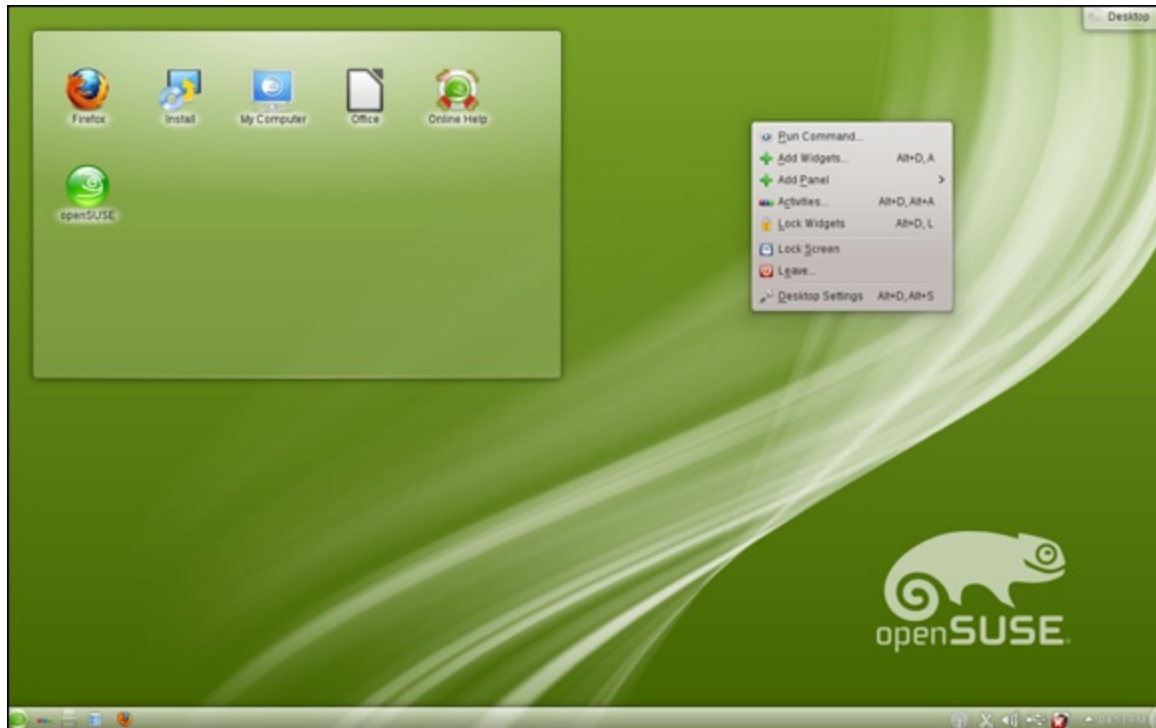 Desktop
Firefox
Install
My Computer
Office
Online Help
openSUSE
Run Command...
Add Widgets... Alt+D, A
Add Panel
Activities... Alt+D, Alt+A
Lock Widgets Alt+D, L
Lock Screen
Leave...
Desktop Settings Alt+D, Alt+S
openSUSE